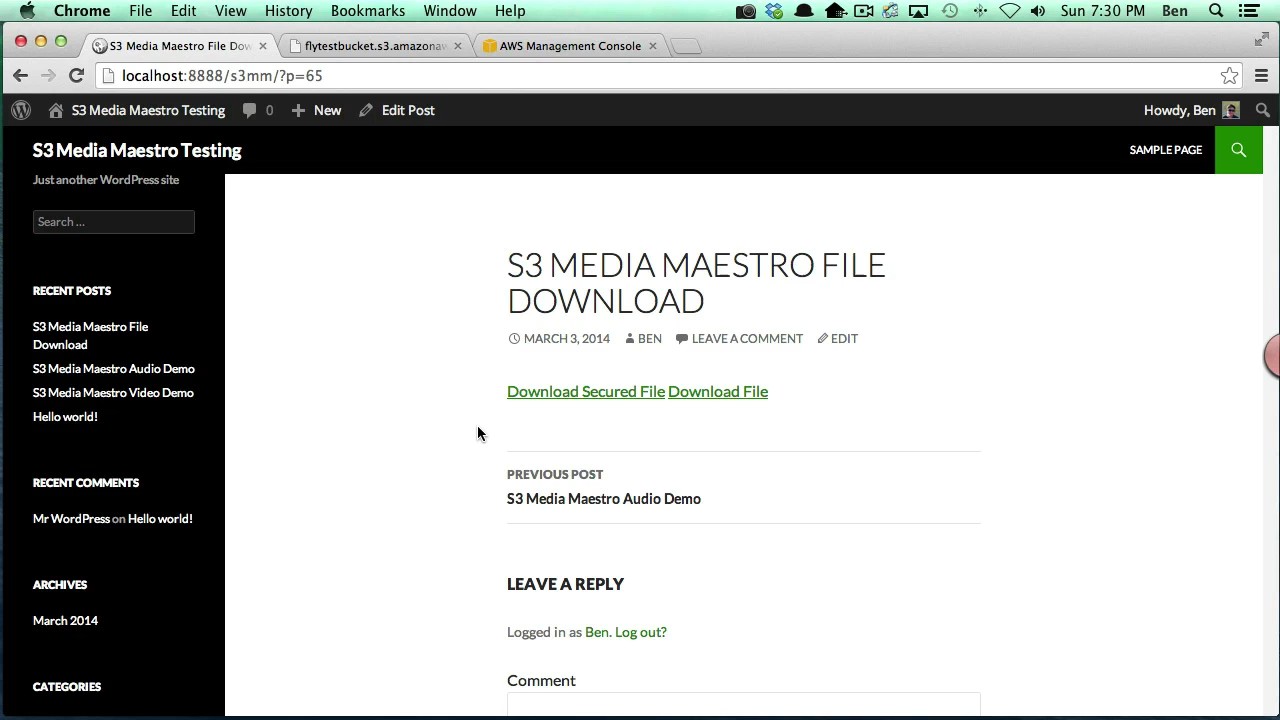 Chrome File Edit View History Bookmarks Window Help Sun 7:30 PM Ben
S3 Media Maestro File Dow
flytestbucket.s3.amazonaw
AWS Management Console
localhost:8888/s3mm/?p=65
S3 Media Maestro Testing 0 New Edit Post Howdy, Ben
S3 Media Maestro Testing
SAMPLE PAGE
Just another WordPress site
Search ...
RECENT POSTS
S3 Media Maestro File
Download
S3 Media Maestro Audio Demo
S3 Media Maestro Video Demo
Hello world!
RECENT COMMENTS
Mr WordPress on Hello world!
ARCHIVES
March 2014
CATEGORIES
S3 MEDIA MAESTRO FILE
DOWNLOAD
MARCH 3, 2014 BEN LEAVE A COMMENT EDIT
Download Secured File Download File
PREVIOUS POST
S3 Media Maestro Audio Demo
LEAVE A REPLY
Logged in as Ben. Log out?
Comment